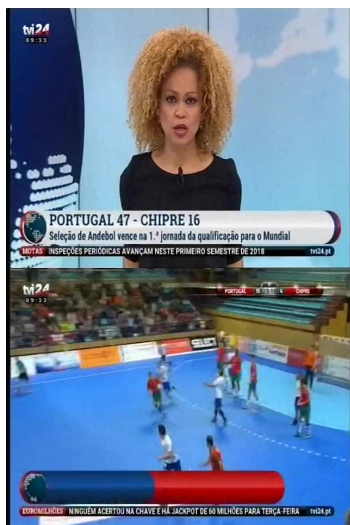 tvi24
09:33
PORTUGAL 47 - CHIPRE 16
Seleção de Andebol vence na 1.ª jornada da qualificação para o Mundial
MOTAS INSPEÇÕES PERIÓDICAS AVANÇAM NESTE PRIMEIRO SEMESTRE DE 2018 tvi24.pt
tvi24
09:33
PORTUGAL CHIPRE
SELECT
EUROMILHÕES NINGUÉM ACERTOU NA CHAVE E HÁ JACKPOT DE 60 MILHÕES PARA TERÇA-FEIRA tvi24.pt